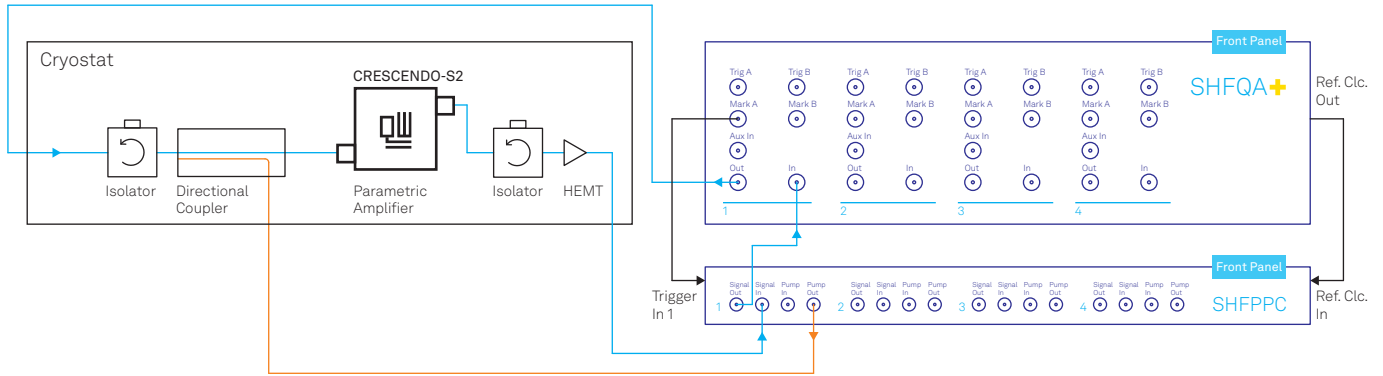 Front Panel
Cryostat
CRESCENDO-S2
Trig A Trig B Trig A Trig B Trig A Trig B Trig A Trig B
SHFQA+
Ref. Clc.
Out
Mark A Mark B Mark A Mark B Mark A Mark B Mark A Mark B
Aux In Aux In Aux In Aux In
Out In Out In Out In Out In
1 2 3 4
Isolator
Directional
Coupler
Parametric
Amplifier
Isolator
HEMT
Front Panel
Trigger
In 1
1
Signal
Out
Signal
In
Pump
In
Pump
Out
2
Signal
Out
Signal
In
Pump
In
Pump
Out
3
Signal
Out
Signal
In
Pump
In
Pump
Out
4
Signal
Out
Signal
In
Pump
In
Pump
Out
SHFPPC
Ref. Clc.
In